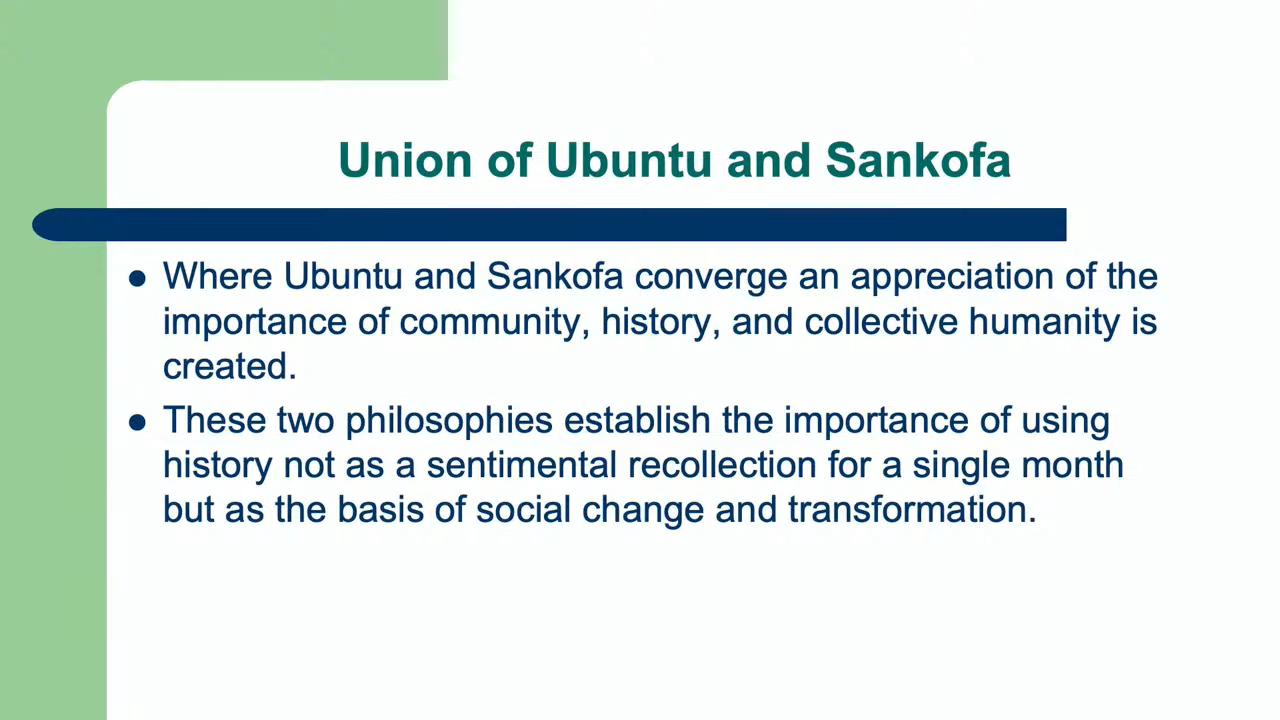 Union of Ubuntu and Sankofa
● Where Ubuntu and Sankofa converge an appreciation of the
importance of community, history, and collective humanity is
created.
● These two philosophies establish the importance of using
history not as a sentimental recollection for a single month
but as the basis of social change and transformation.